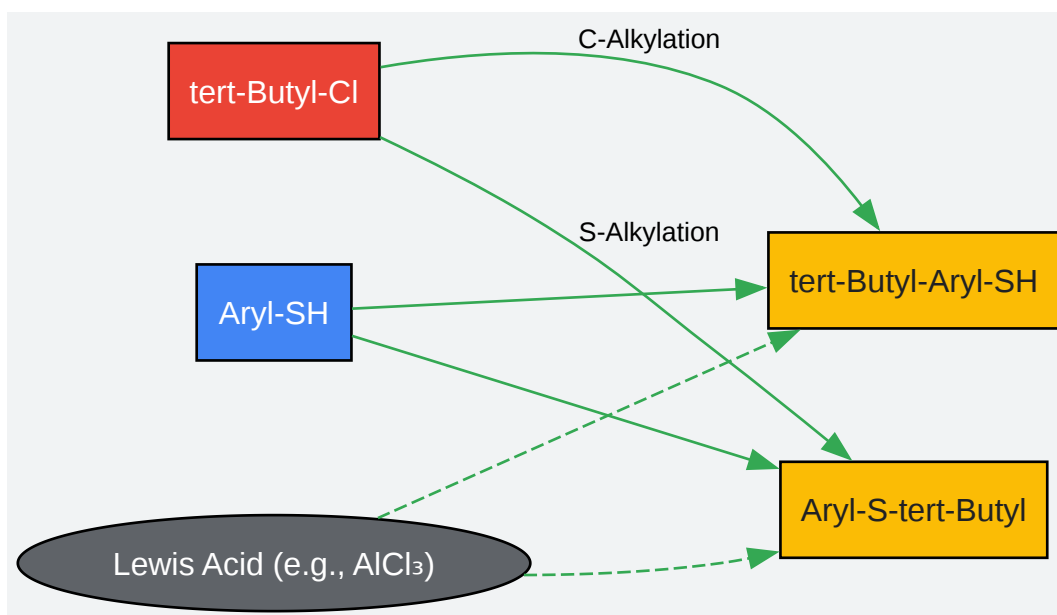 C-Alkylation
tert-Butyl-Cl
S-Alkylation
tert-Butyl-Aryl-SH
Aryl-SH
Aryl-S-tert-Butyl
Lewis Acid (e.g., AlCl₃)